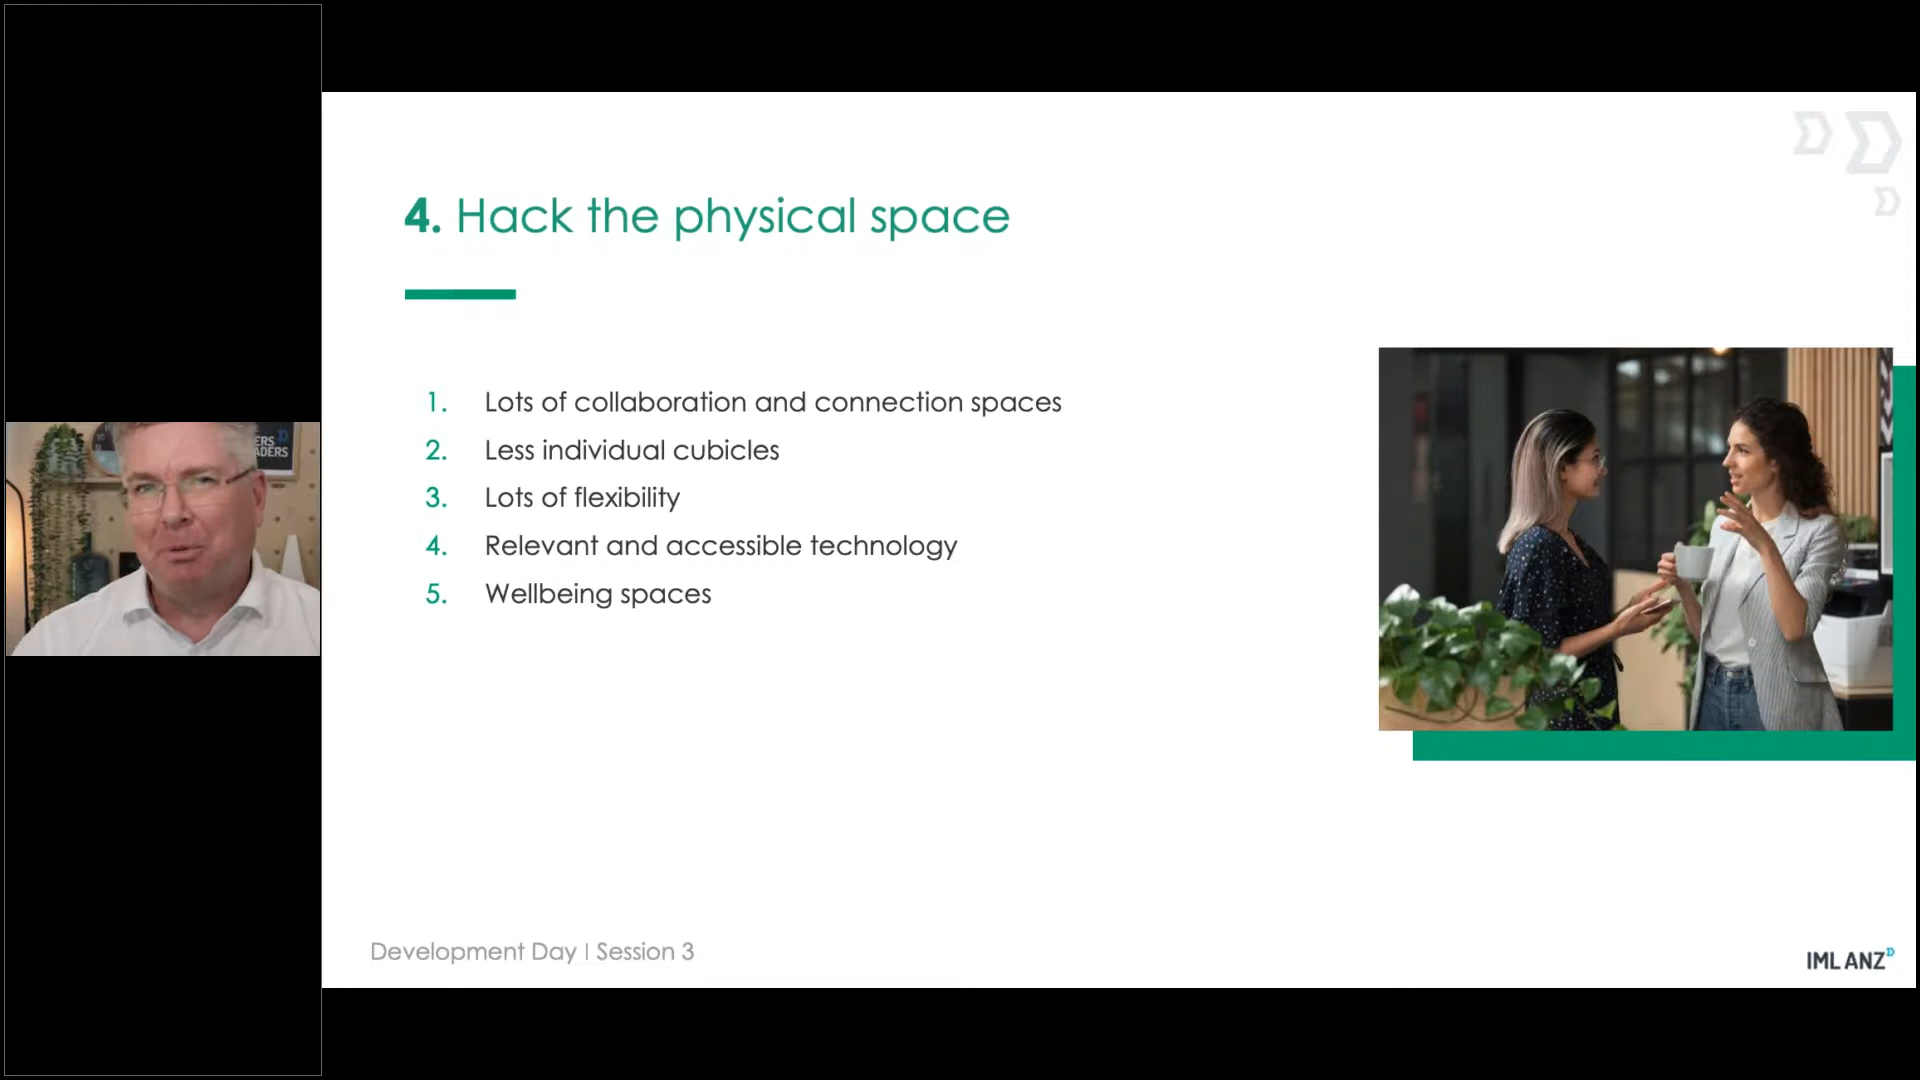 4. Hack the physical space
1. Lots of collaboration and connection spaces
2. Less individual cubicles
3. Lots of flexibility
4. Relevant and accessible technology
5. Wellbeing spaces
Development Day | Session 3
IML ANZ